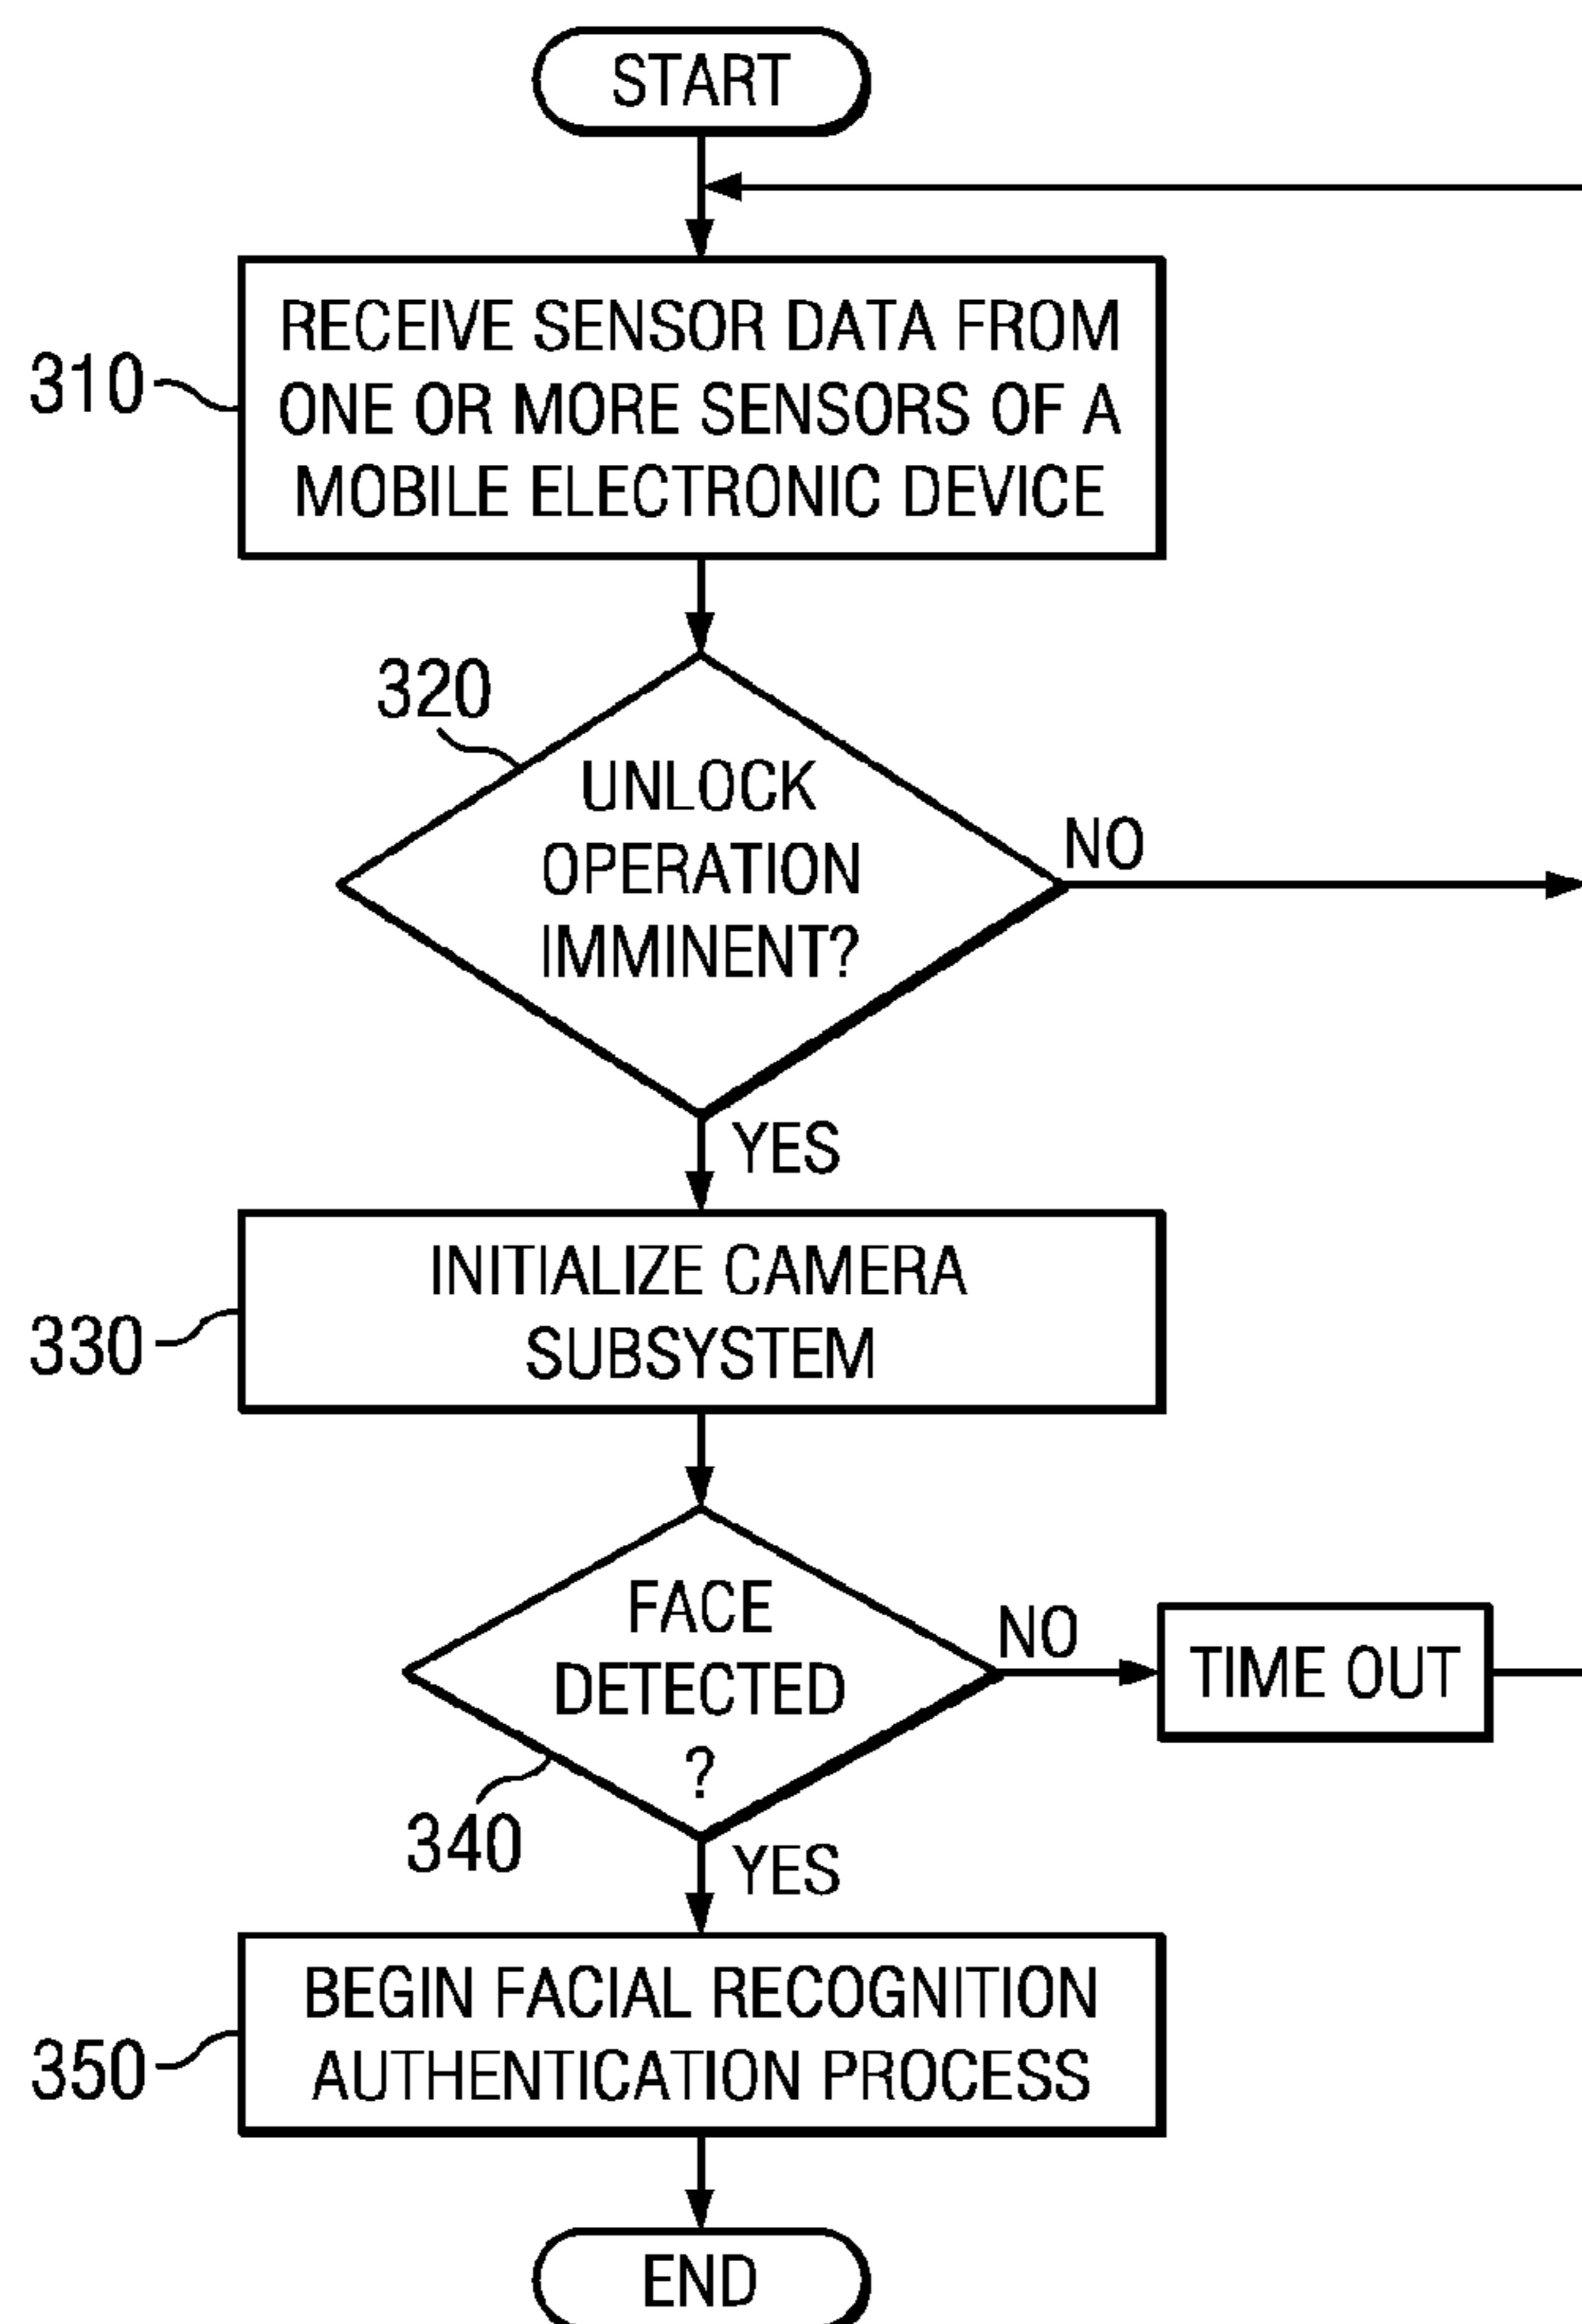 START
RECEIVE SENSOR DATA FROM
ONE OR MORE SENSORS OF A
MOBILE ELECTRONIC DEVICE
310
320
UNLOCK
OPERATION
IMMINENT?
NO
YES
INITIALIZE CAMERA
SUBSYSTEM
330
FACE
DETECTED
?
NO
TIME OUT
340
YES
BEGIN FACIAL RECOGNITION
AUTHENTICATION PROCESS
350
END